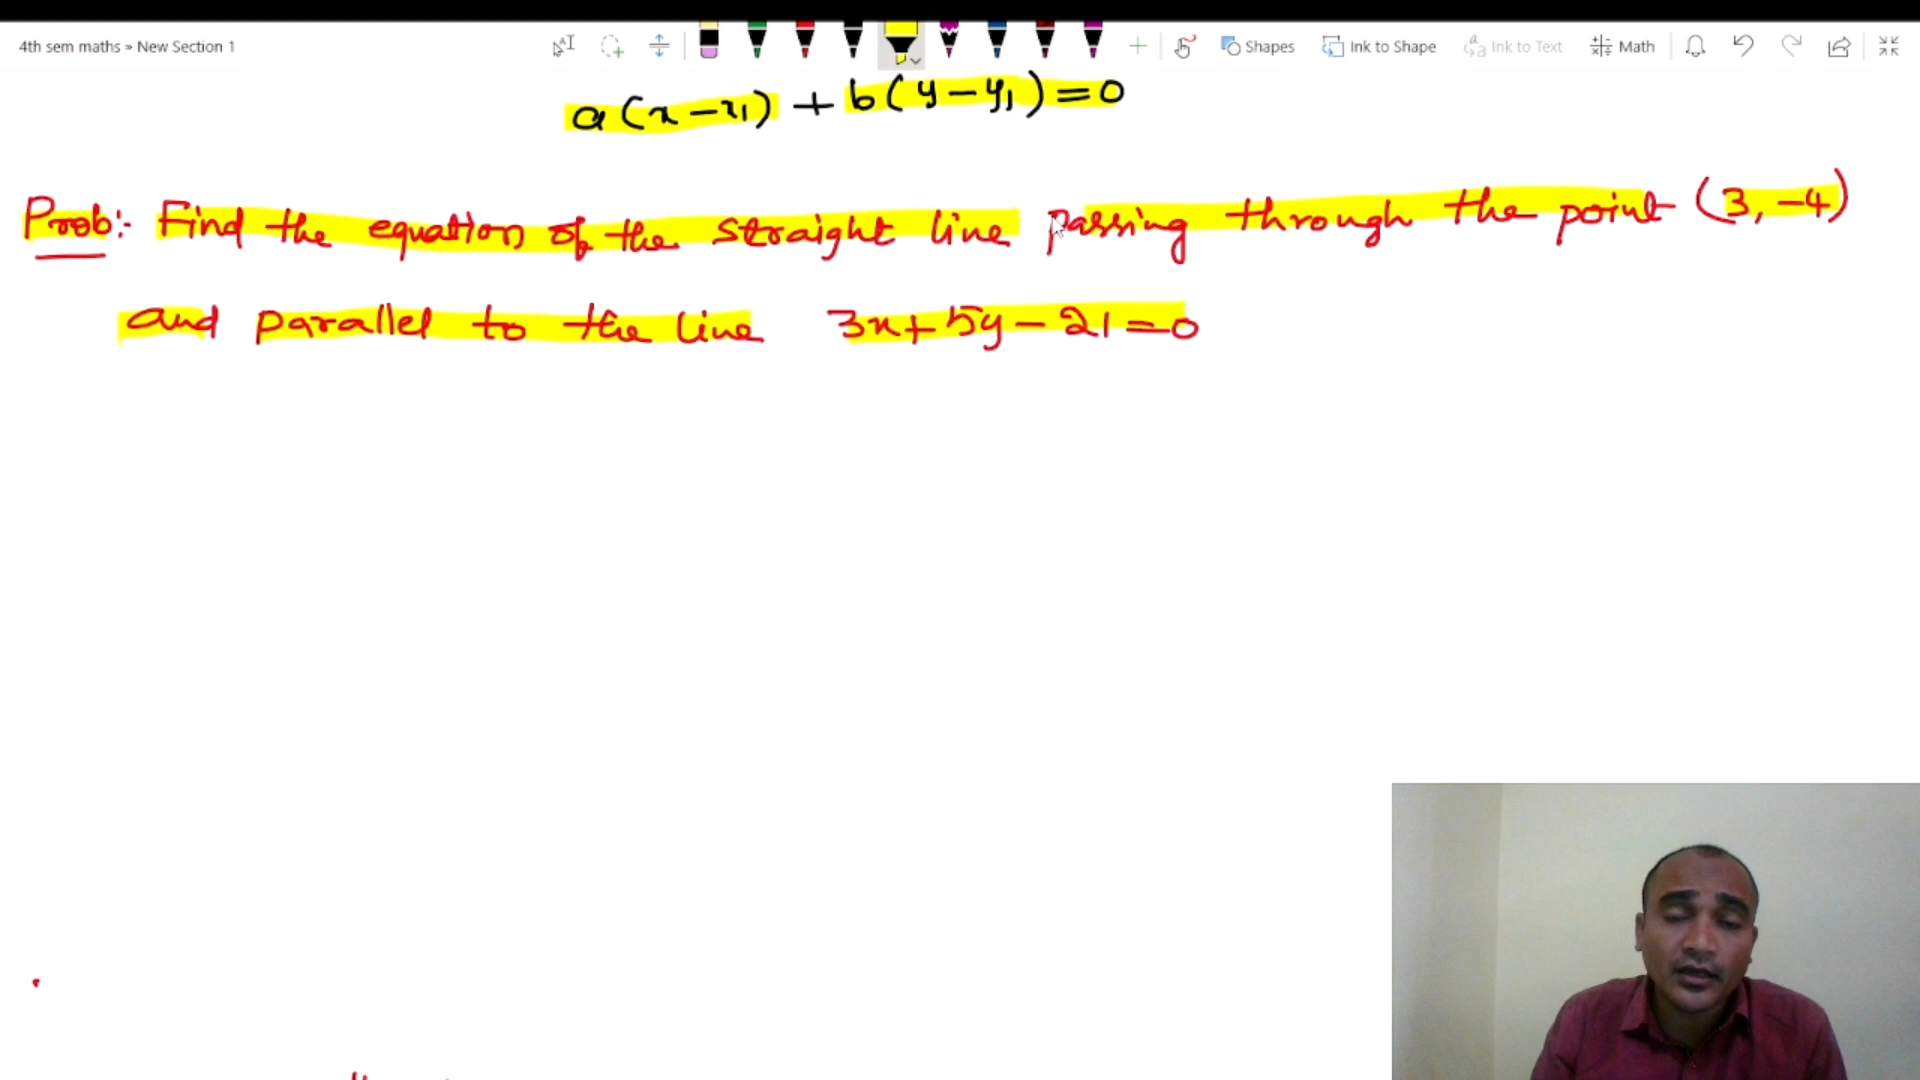 4th sem maths » New Section 1
Shapes
Ink to Shape
Ink to Text
Math
a(x-x₁) + b(y-y₁)=0
Prob:- Find the equation of the straight line passing through the point (3,-4)
and parallel to the line 3x+5y-21=0